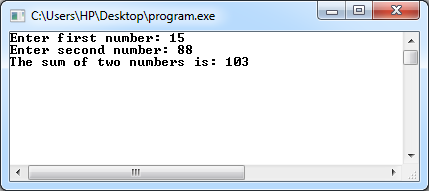 C:\Users\HP\Desktop\program.exe
Enter first number: 15
Enter second number: 88
The sum of two numbers is: 103